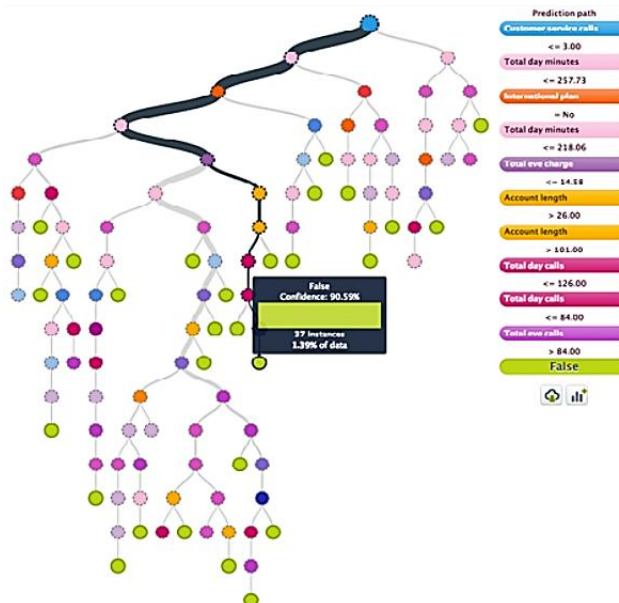 Prediction path
Customer service calls
<= 3.00
Total day minutes
<= 257.73
International plan
= No
Total day minutes
<= 218.06
Total eve charge
<= 14.58
Account length
> 26.00
Account length
> 101.00
Total day calls
<= 126.00
Total day calls
<= 84.00
Total eve calls
> 84.00
False
False
Confidence: 90.59%
37 instances
1.39% of data